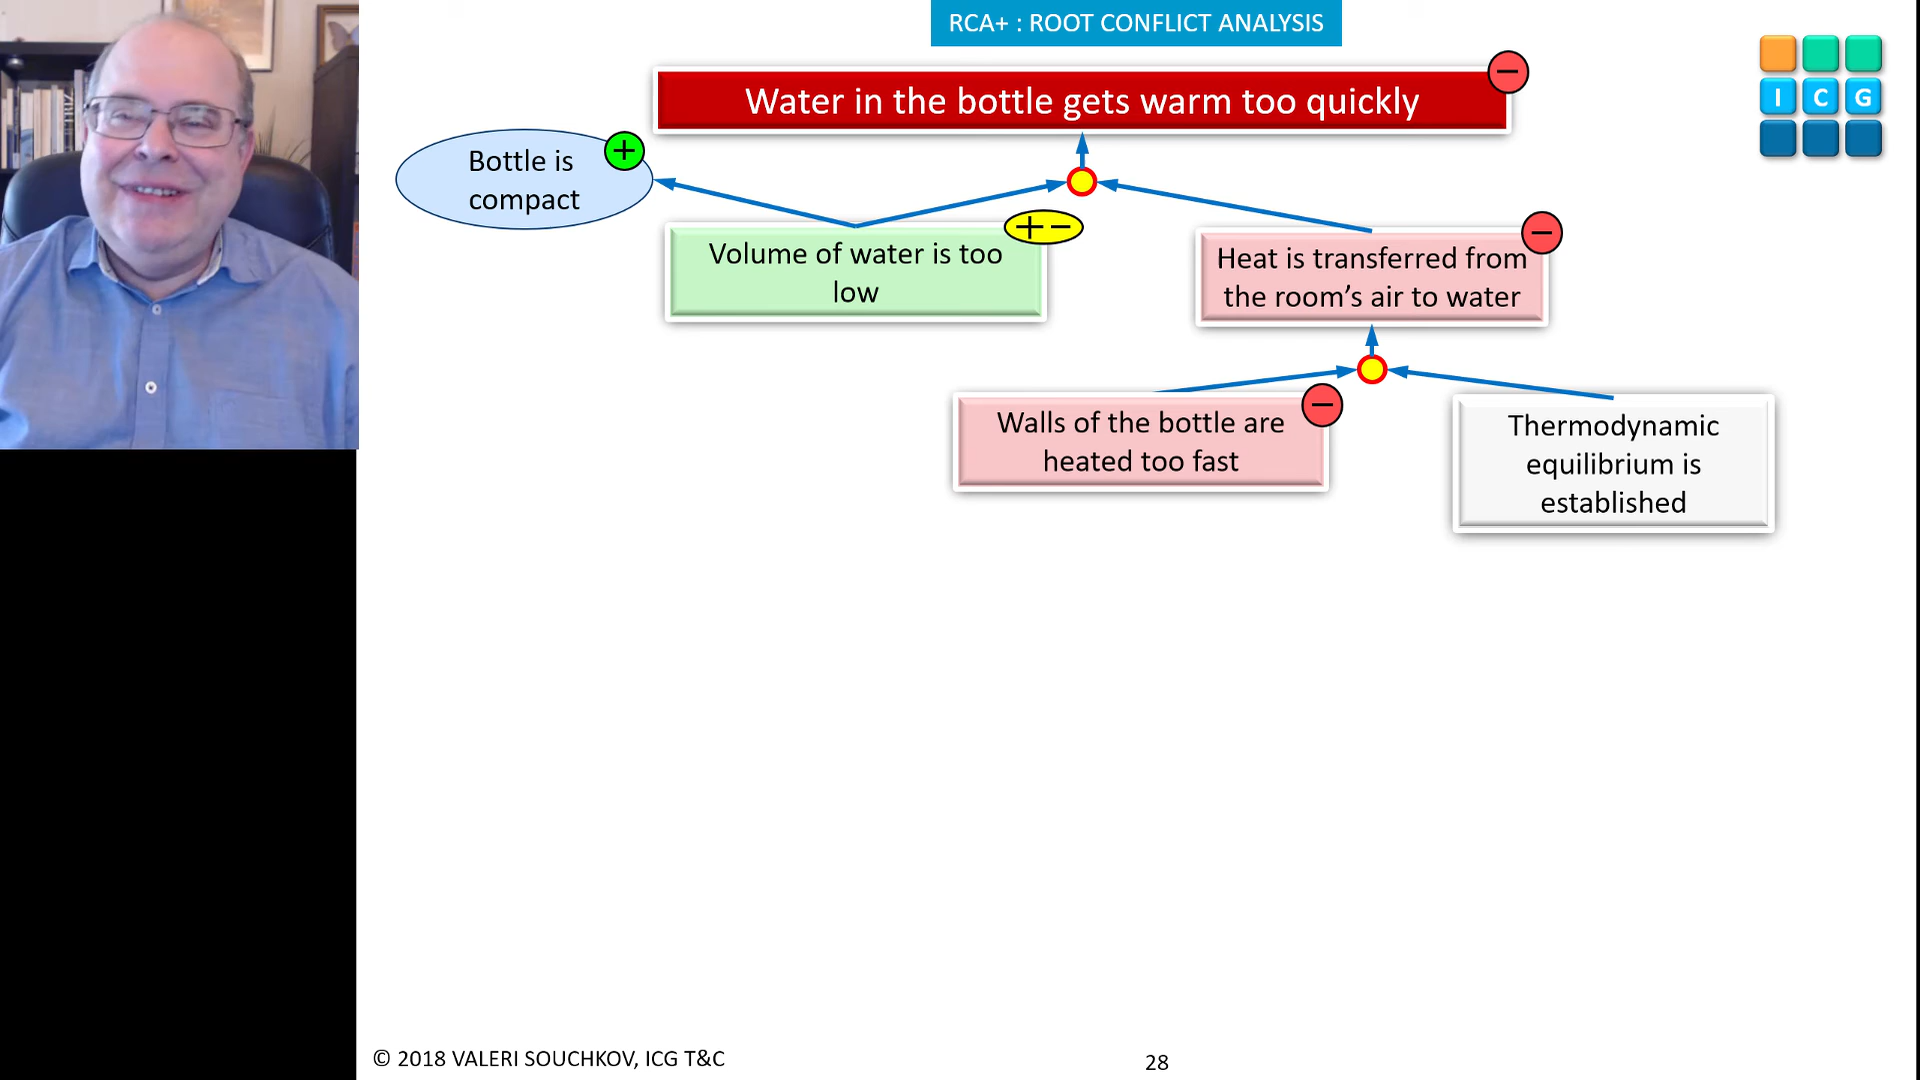 RCA+ : ROOT CONFLICT ANALYSIS
Water in the bottle gets warm too quickly
−
I C G
Bottle is
compact
+
Volume of water is too
low
+ −
Heat is transferred from
the room’s air to water
−
Walls of the bottle are
heated too fast
−
Thermodynamic
equilibrium is
established
© 2018 VALERI SOUCHKOV, ICG T&C
28